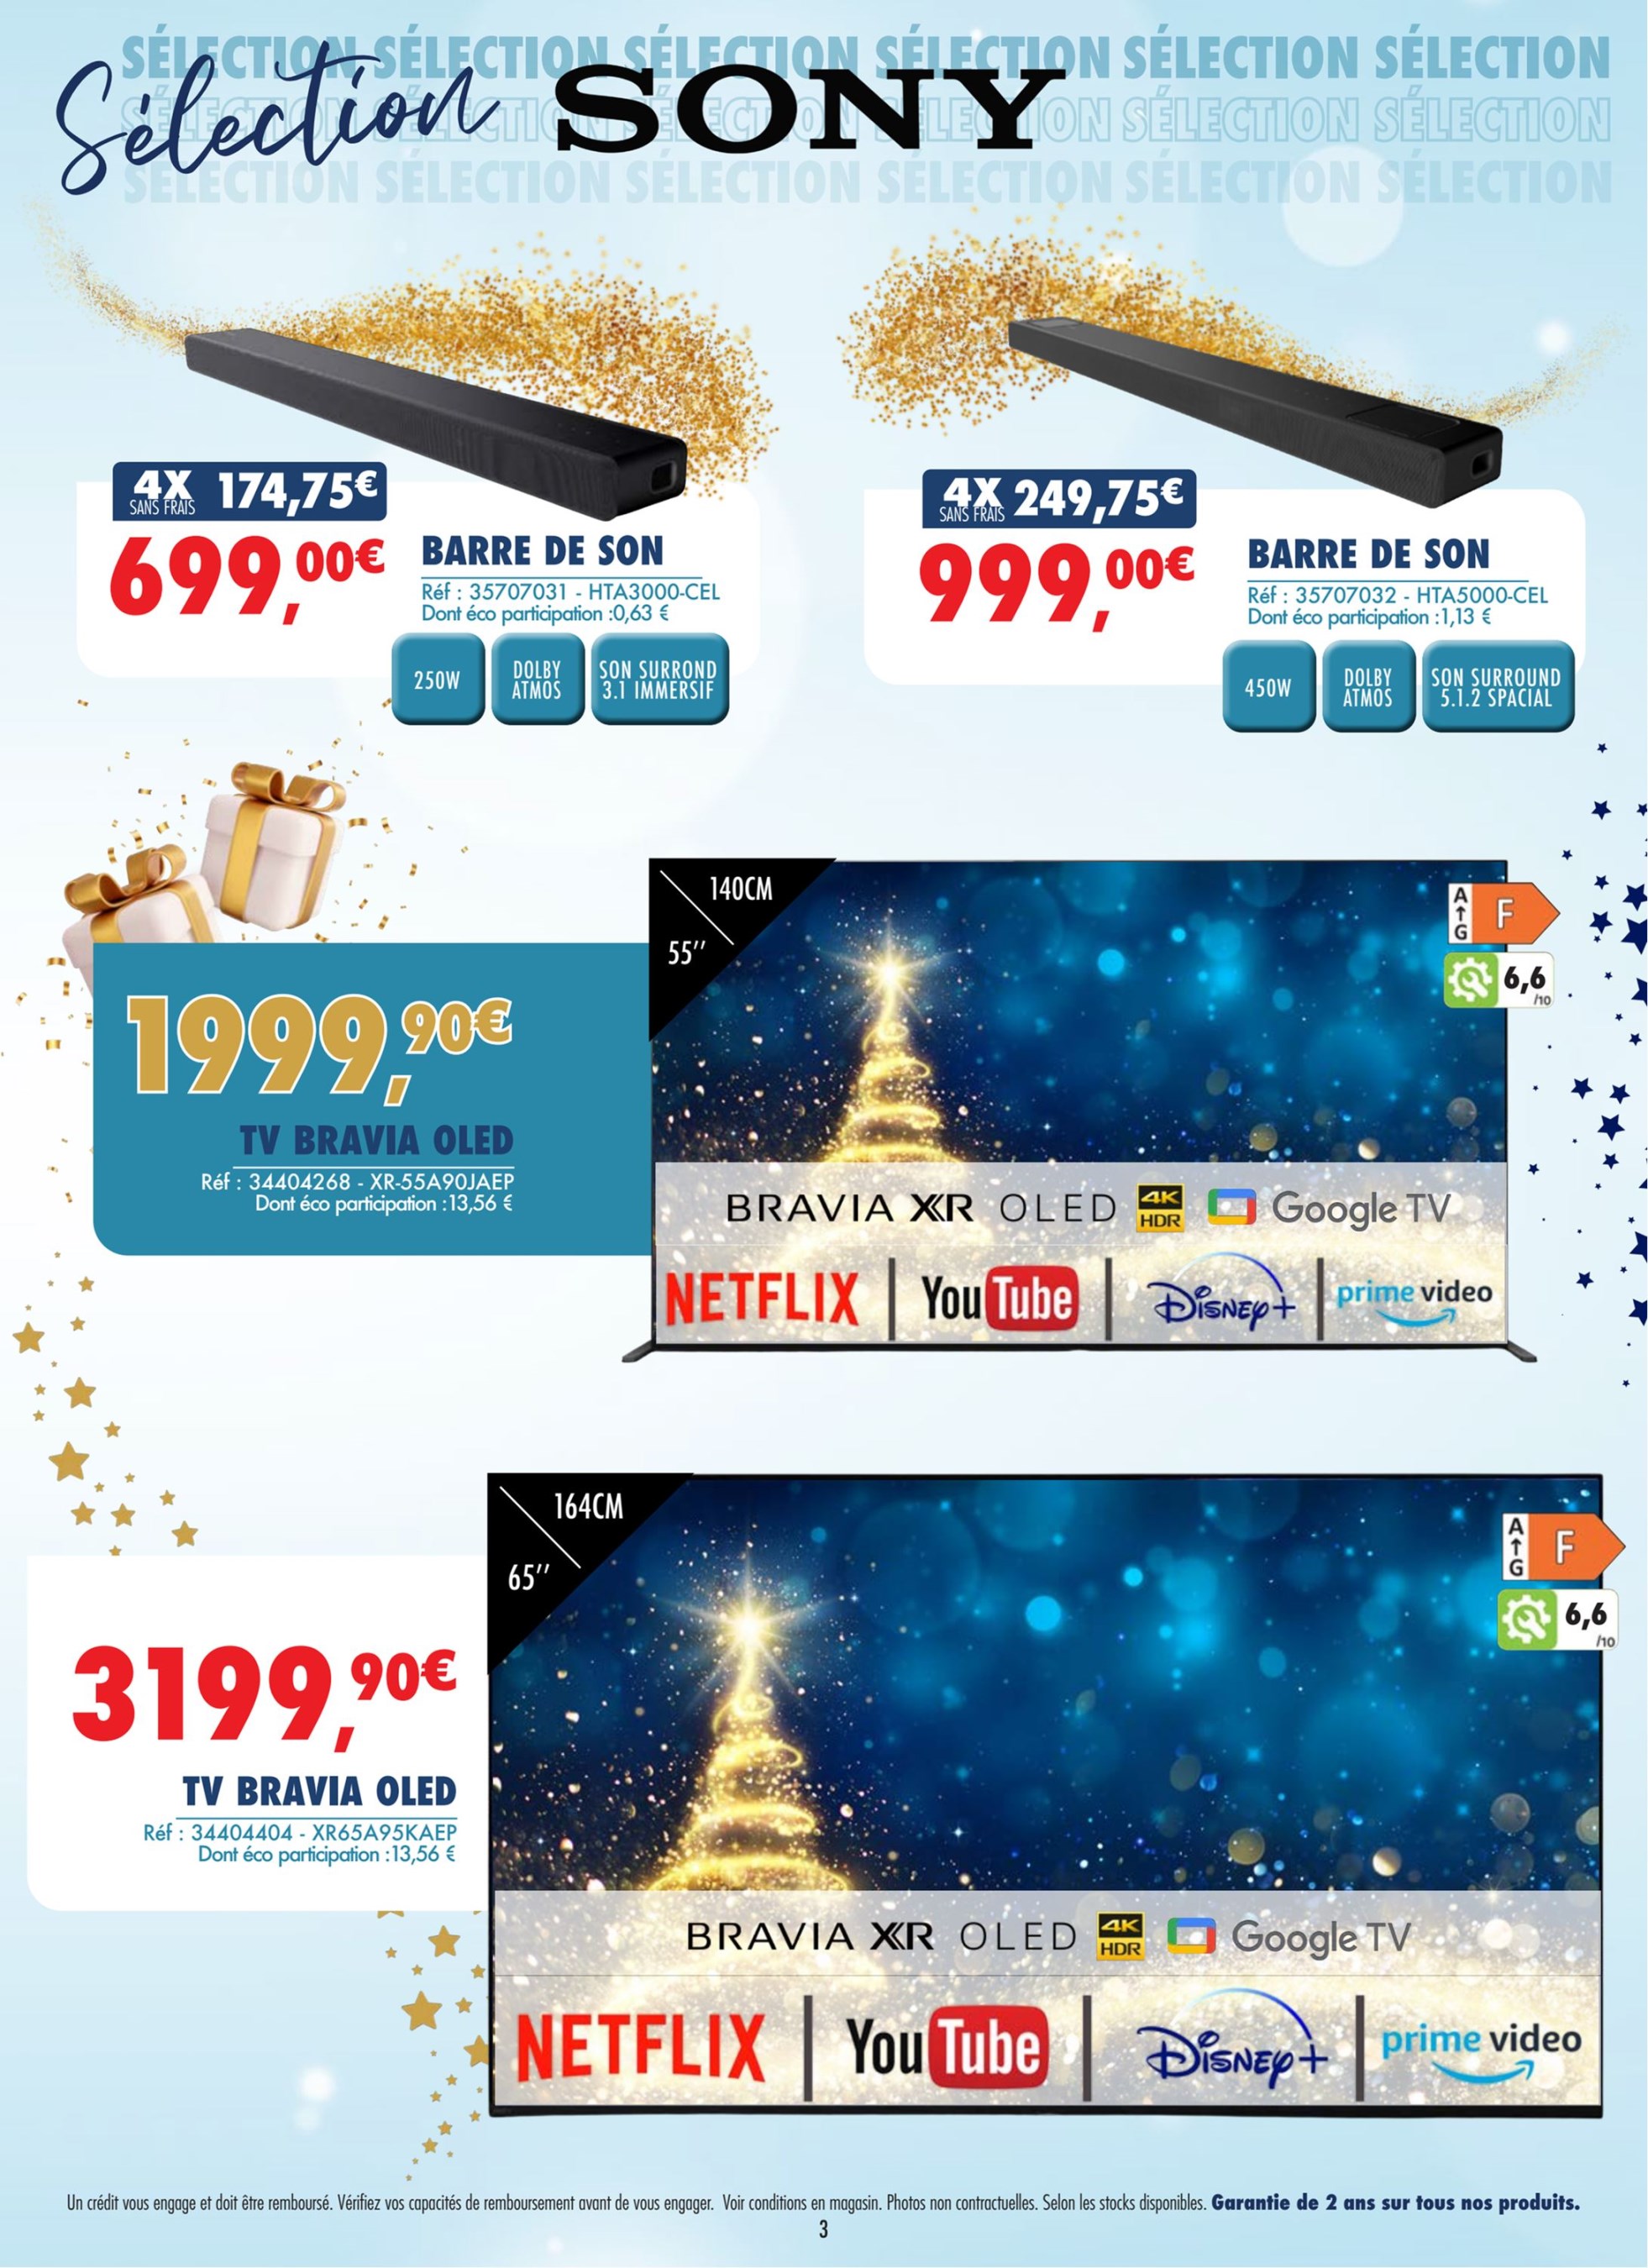 SÉLECTION SÉLECTION SÉLECTION SÉLECTION SÉLECTION SÉLECTION
SÉLECTION SÉLECTION SÉLECTION SÉLECTION SÉLECTION SÉLECTION
SÉLECTION SÉLECTION SÉLECTION SÉLECTION SÉLECTION SÉLECTION
Sélection SONY
4X SANS FRAIS 174,75€
699,00€
BARRE DE SON
Réf : 35707031 - HTA3000-CEL
Dont éco participation :0,63 €
250W
DOLBY
ATMOS
SON SURROND
3.1 IMMERSIF
4X SANS FRAIS 249,75€
999,00€
BARRE DE SON
Réf : 35707032 - HTA5000-CEL
Dont éco participation :1,13 €
450W
DOLBY
ATMOS
SON SURROUND
5.1.2 SPACIAL
140CM
55’’
A
G
F
6,6
/10
1999,90€
TV BRAVIA OLED
Réf : 34404268 - XR-55A90JAEP
Dont éco participation :13,56 €
BRAVIA XR OLED 4K HDR Google TV
NETFLIX YouTube Disney+ prime video
164CM
65’’
A
G
F
6,6
/10
3199,90€
TV BRAVIA OLED
Réf : 34404404 - XR65A95KAEP
Dont éco participation :13,56 €
BRAVIA XR OLED 4K HDR Google TV
NETFLIX YouTube Disney+ prime video
Un crédit vous engage et doit être remboursé. Vérifiez vos capacités de remboursement avant de vous engager. Voir conditions en magasin. Photos non contractuelles. Selon les stocks disponibles. Garantie de 2 ans sur tous nos produits.
3